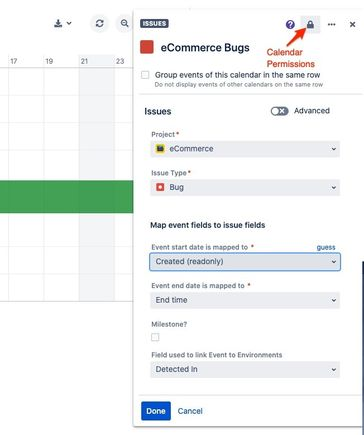 17
19
21
23
ISSUES
eCommerce Bugs
Calendar
Permissions
Group events of this calendar in the same row
Do not display events of other calendars on the same row
Issues
Advanced
Project*
eCommerce
Issue Type*
Bug
Map event fields to issue fields
Event start date is mapped to *
guess
Created (readonly)
Event end date is mapped to *
End time
Milestone?
Field used to link Event to Environments
Detected In
Done
Cancel